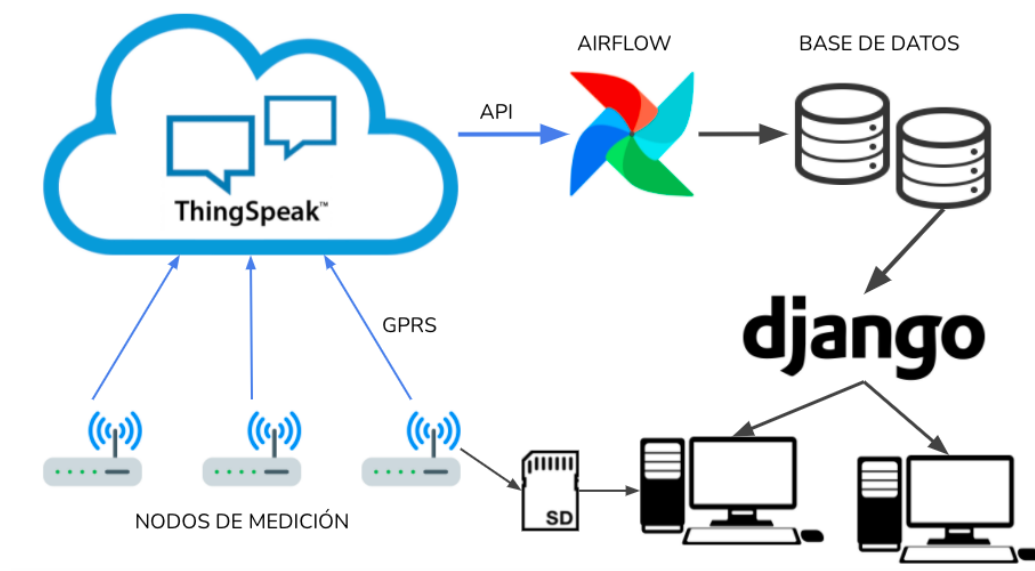 AIRFLOW
BASE DE DATOS
API
ThingSpeak™
GPRS
django
SD
NODOS DE MEDICIÓN